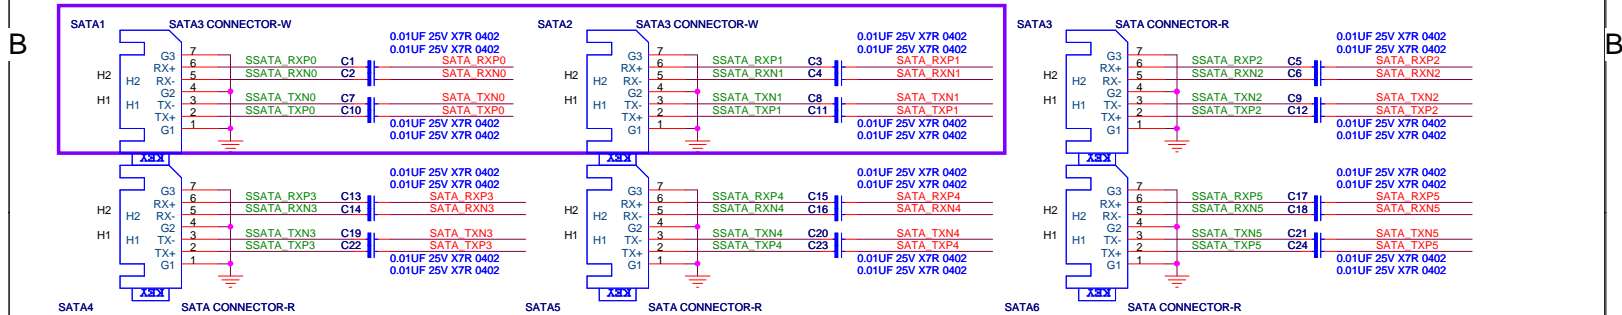 SATA1 SATA3 CONNECTOR-W SATA2 SATA3 CONNECTOR-W SATA3 SATA CONNECTOR-R
B B
0.01UF 25V X7R 0402 0.01UF 25V X7R 0402 0.01UF 25V X7R 0402
0.01UF 25V X7R 0402 0.01UF 25V X7R 0402 0.01UF 25V X7R 0402
G3 7 G3 7 G3 7
RX+ 6 SSATA_RXP0 C1 SATA_RXP0 RX+ 6 SSATA_RXP1 C3 SATA_RXP1 RX+ 6 SSATA_RXP2 C5 SATA_RXP2
H2 H2 RX- 5 SSATA_RXN0 C2 SATA_RXN0 H2 H2 RX- 5 SSATA_RXN1 C4 SATA_RXN1 H2 H2 RX- 5 SSATA_RXN2 C6 SATA_RXN2
G2 4 G2 4 G2 4
H1 H1 TX- 3 SSATA_TXN0 C7 SATA_TXN0 H1 H1 TX- 3 SSATA_TXN1 C8 SATA_TXN1 H1 H1 TX- 3 SSATA_TXN2 C9 SATA_TXN2
TX+ 2 SSATA_TXP0 C10 SATA_TXP0 TX+ 2 SSATA_TXP1 C11 SATA_TXP1 TX+ 2 SSATA_TXP2 C12 SATA_TXP2
G1 1 0.01UF 25V X7R 0402 G1 1 0.01UF 25V X7R 0402 G1 1 0.01UF 25V X7R 0402
0.01UF 25V X7R 0402 0.01UF 25V X7R 0402 0.01UF 25V X7R 0402
KEY KEY KEY
0.01UF 25V X7R 0402 0.01UF 25V X7R 0402 0.01UF 25V X7R 0402
0.01UF 25V X7R 0402 0.01UF 25V X7R 0402 0.01UF 25V X7R 0402
G3 7 G3 7 G3 7
RX+ 6 SSATA_RXP3 C13 SATA_RXP3 RX+ 6 SSATA_RXP4 C15 SATA_RXP4 RX+ 6 SSATA_RXP5 C17 SATA_RXP5
H2 H2 RX- 5 SSATA_RXN3 C14 SATA_RXN3 H2 H2 RX- 5 SSATA_RXN4 C16 SATA_RXN4 H2 H2 RX- 5 SSATA_RXN5 C18 SATA_RXN5
G2 4 G2 4 G2 4
H1 H1 TX- 3 SSATA_TXN3 C19 SATA_TXN3 H1 H1 TX- 3 SSATA_TXN4 C20 SATA_TXN4 H1 H1 TX- 3 SSATA_TXN5 C21 SATA_TXN5
TX+ 2 SSATA_TXP3 C22 SATA_TXP3 TX+ 2 SSATA_TXP4 C23 SATA_TXP4 TX+ 2 SSATA_TXP5 C24 SATA_TXP5
G1 1 0.01UF 25V X7R 0402 G1 1 0.01UF 25V X7R 0402 G1 1 0.01UF 25V X7R 0402
0.01UF 25V X7R 0402 0.01UF 25V X7R 0402 0.01UF 25V X7R 0402
KEY KEY KEY
SATA4 SATA CONNECTOR-R SATA5 SATA CONNECTOR-R SATA6 SATA CONNECTOR-R